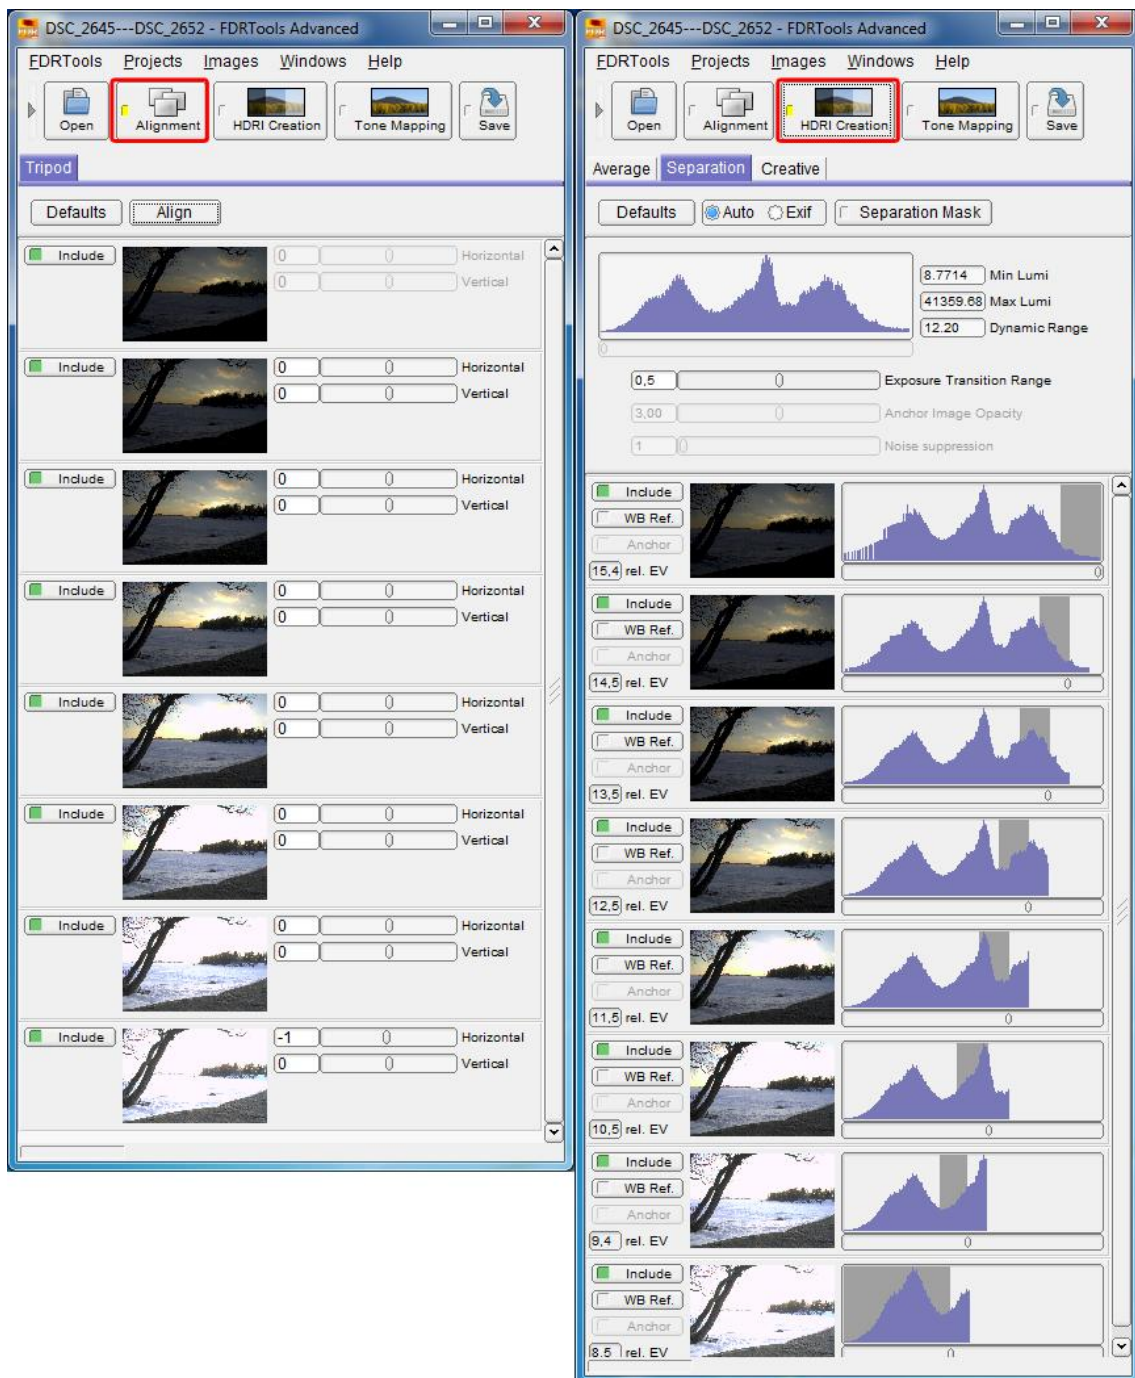 DSC_2645---DSC_2652 - FDRTools Advanced
FDRTools Projects Images Windows Help
Open Alignment HDRI Creation Tone Mapping Save
Tripod
Defaults Align
Include 0 0 Horizontal
0 0 Vertical
Include 0 0 Horizontal
0 0 Vertical
Include 0 0 Horizontal
0 0 Vertical
Include 0 0 Horizontal
0 0 Vertical
Include 0 0 Horizontal
0 0 Vertical
Include 0 0 Horizontal
0 0 Vertical
Include 0 0 Horizontal
0 0 Vertical
Include -1 0 Horizontal
0 0 Vertical
DSC_2645---DSC_2652 - FDRTools Advanced
FDRTools Projects Images Windows Help
Open Alignment HDRI Creation Tone Mapping Save
Average Separation Creative
Defaults Auto Exif Separation Mask
8.7714 Min Lumi
41359.68 Max Lumi
12.20 Dynamic Range
0,5 Exposure Transition Range
3,00 Anchor Image Opacity
1 Noise suppression
Include
WB Ref.
Anchor
15,4 rel. EV
Include
WB Ref.
Anchor
14,5 rel. EV
Include
WB Ref.
Anchor
13,5 rel. EV
Include
WB Ref.
Anchor
12,5 rel. EV
Include
WB Ref.
Anchor
11,5 rel. EV
Include
WB Ref.
Anchor
10,5 rel. EV
Include
WB Ref.
Anchor
9,4 rel. EV
Include
WB Ref.
Anchor
8.5 rel. EV